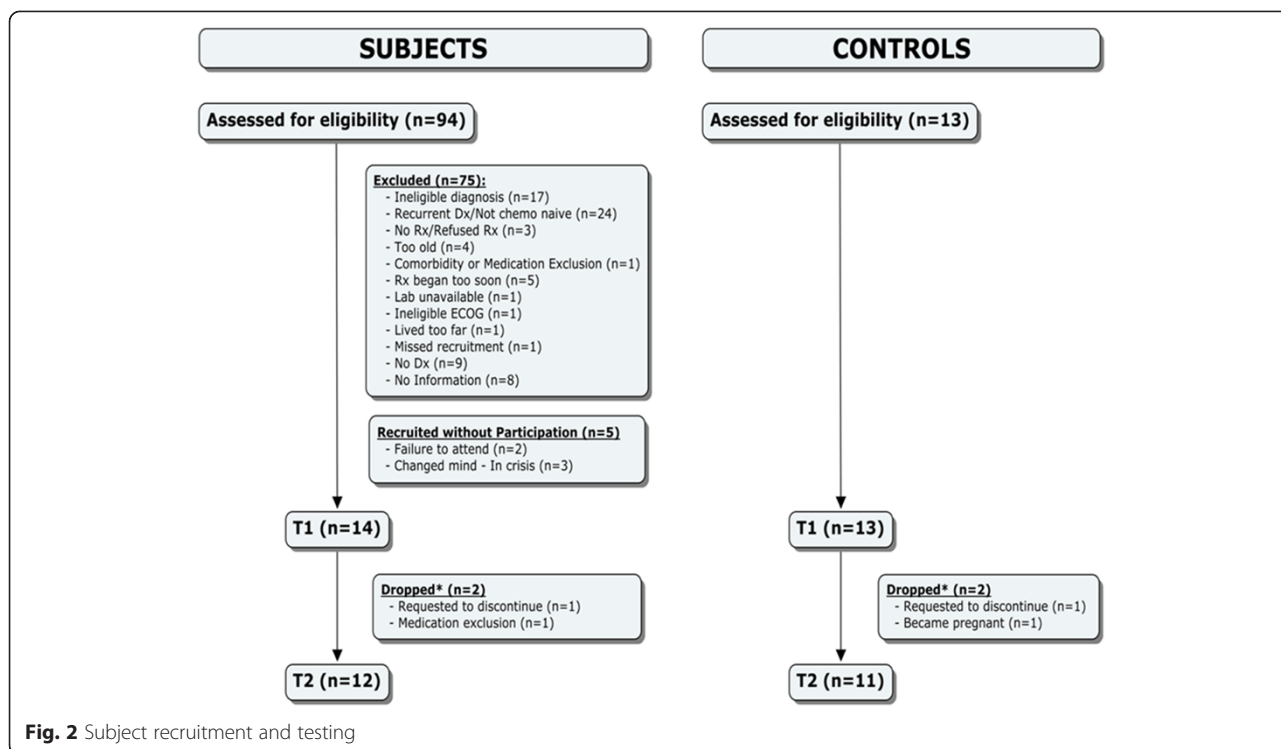 SUBJECTS
Assessed for eligibility (n=94)
Excluded (n=75):
- Ineligible diagnosis (n=17)
- Recurrent Dx/Not chemo naive (n=24)
- No Rx/Refused Rx (n=3)
- Too old (n=4)
- Comorbidity or Medication Exclusion (n=1)
- Rx began too soon (n=5)
- Lab unavailable (n=1)
- Ineligible ECOG (n=1)
- Lived too far (n=1)
- Missed recruitment (n=1)
- No Dx (n=9)
- No Information (n=8)
Recruited without Participation (n=5)
- Failure to attend (n=2)
- Changed mind - In crisis (n=3)
T1 (n=14)
Dropped* (n=2)
- Requested to discontinue (n=1)
- Medication exclusion (n=1)
T2 (n=12)
CONTROLS
Assessed for eligibility (n=13)
T1 (n=13)
Dropped* (n=2)
- Requested to discontinue (n=1)
- Became pregnant (n=1)
T2 (n=11)
Fig. 2 Subject recruitment and testing